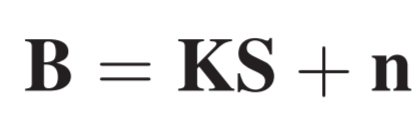 B = KS + n